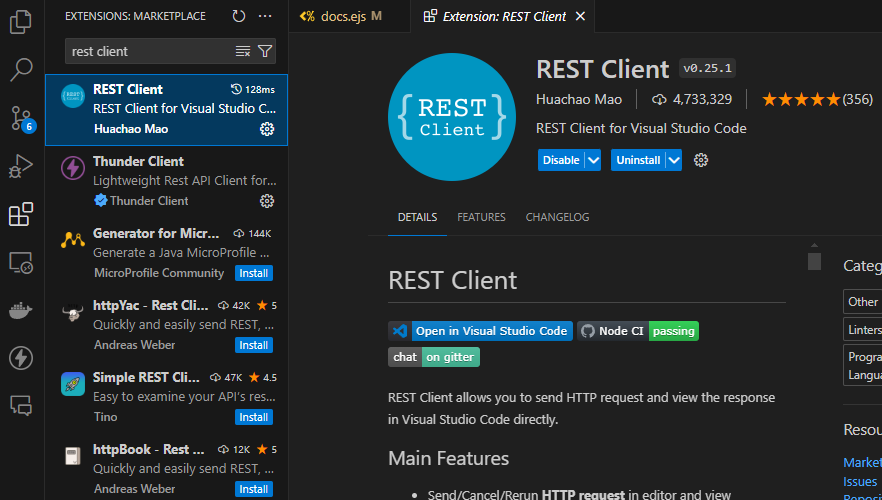 EXTENSIONS: MARKETPLACE
rest client
REST Client 128ms
REST Client for Visual Studio C...
Huachao Mao
Thunder Client
Lightweight Rest API Client for...
Thunder Client
Generator for Micr... 144K
Generate a Java MicroProfile ...
MicroProfile Community Install
httpYac - Rest Cli... 42K 5
Quickly and easily send REST, ...
Andreas Weber Install
Simple REST Clie... 47K 4.5
Easy to examine your API's res...
Tino Install
httpBook - Rest ... 12K 5
Quickly and easily send REST, ...
Andreas Weber Install
6
docs.ejs M
Extension: REST Client
{REST Client}
REST Client v0.25.1
Huachao Mao 4,733,329 (356)
REST Client for Visual Studio Code
Disable Uninstall
DETAILS FEATURES CHANGELOG
REST Client
Open in Visual Studio Code Node CI passing
chat on gitter
REST Client allows you to send HTTP request and view the response
in Visual Studio Code directly.
Main Features
• Send/Cancel/Rerun HTTP request in editor and view
Categ
Other
Linters
Progra
Langua
Resou
Market
Issues
Reposit